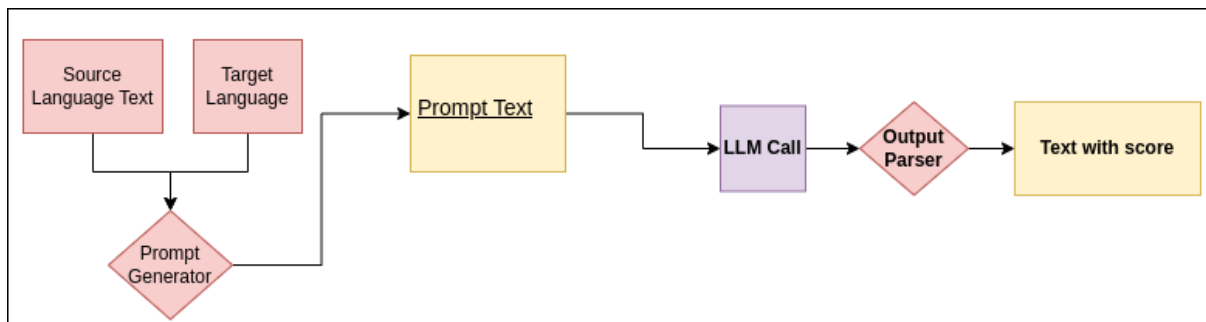 Source
Language Text
Target
Language
Prompt
Generator
Prompt Text
LLM Call
Output
Parser
Text with score